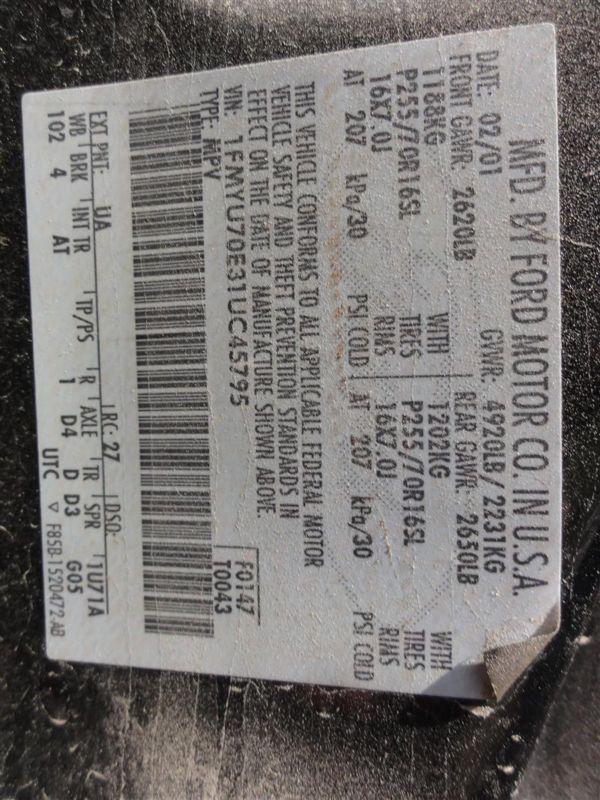 MFD. BY FORD MOTOR CO. IN U.S.A.
DATE: 02/01 GVWR: 4920LB/2231KG
FRONT GAWR: 2620LB REAR GAWR: 2650LB
1188KG WITH 1202KG WITH
P255/70R16SL TIRES P255/70R16SL TIRES
16X7.0J RIMS 16X7.0J RIMS
AT 207 kPa/30 PSI COLD AT 207 kPa/30 PSI COLD
THIS VEHICLE CONFORMS TO ALL APPLICABLE FEDERAL MOTOR
VEHICLE SAFETY AND THEFT PREVENTION STANDARDS IN
EFFECT ON THE DATE OF MANUFACTURE SHOWN ABOVE.
VIN: 1FMYU70E31UC45795 F0147
TYPE: MPV T0043
EXT PNT: UA RC: 27 DSO: 1U71A
WB BRK INT TR TP/PS R AXLE TR SPR G05
102 4 AT 1 D4 D D3
UTC ▽ F85B-1520472-AB